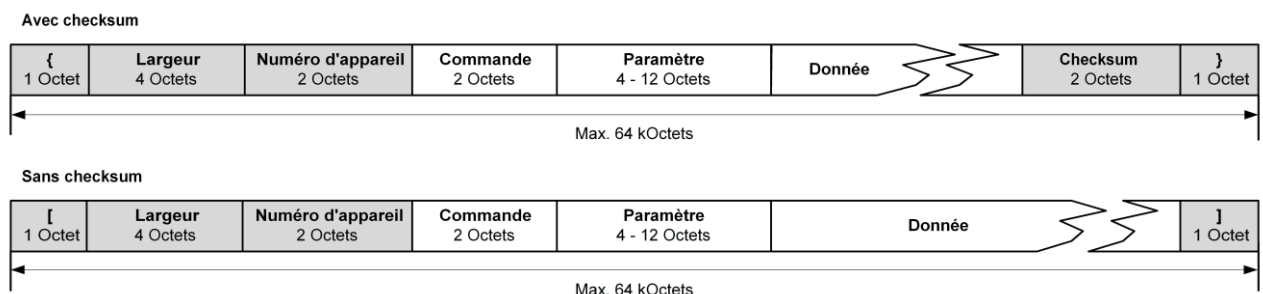 Avec checksum
{ Largeur Numéro d'appareil Commande Paramètre Donnée Checksum }
1 Octet 4 Octets 2 Octets 2 Octets 4 - 12 Octets 2 Octets 1 Octet
Max. 64 kOctets
Sans checksum
[ Largeur Numéro d'appareil Commande Paramètre Donnée ]
1 Octet 4 Octets 2 Octets 2 Octets 4 - 12 Octets 1 Octet
Max. 64 kOctets